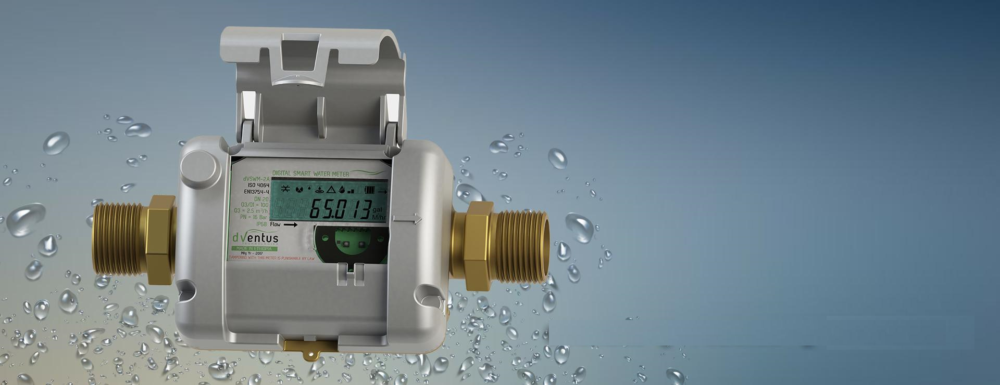 DIGITAL SMART WATER METER
dVSWM-2A
ISO 4064
EN13754-4
DN 20
Q3/Q1 = 100
Q3 = 2.5 m³/h
PN = 16 Bar
IP68
65.013
gal
M/hr
Flow
dVentus
TECHNOLOGIES
MADE IN ETHIOPIA
Mfg Yr - 2017
TAMPERING WITH THIS METER IS PUNISHABLE BY LAW